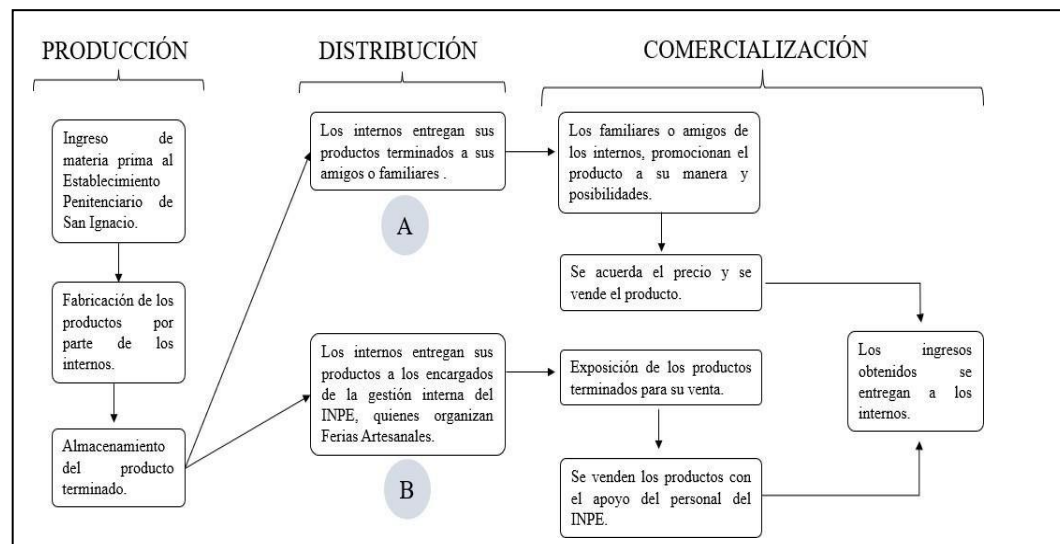 PRODUCCIÓN
Ingreso de
materia prima al
Establecimiento
Penitenciario de
San Ignacio.
Fabricación de los
productos por
parte de los
internos.
Almacenamiento
del producto
terminado.
DISTRIBUCIÓN
Los internos entregan sus
productos terminados a sus
amigos o familiares .
A
Los internos entregan sus
productos a los encargados
de la gestión interna del
INPE, quienes organizan
Ferias Artesanales.
B
COMERCIALIZACIÓN
Los familiares o amigos de
los internos, promocionan el
producto a su manera y
posibilidades.
Se acuerda el precio y se
vende el producto.
Exposición de los productos
terminados para su venta.
Se venden los productos con
el apoyo del personal del
INPE.
Los ingresos
obtenidos se
entregan a los
internos.